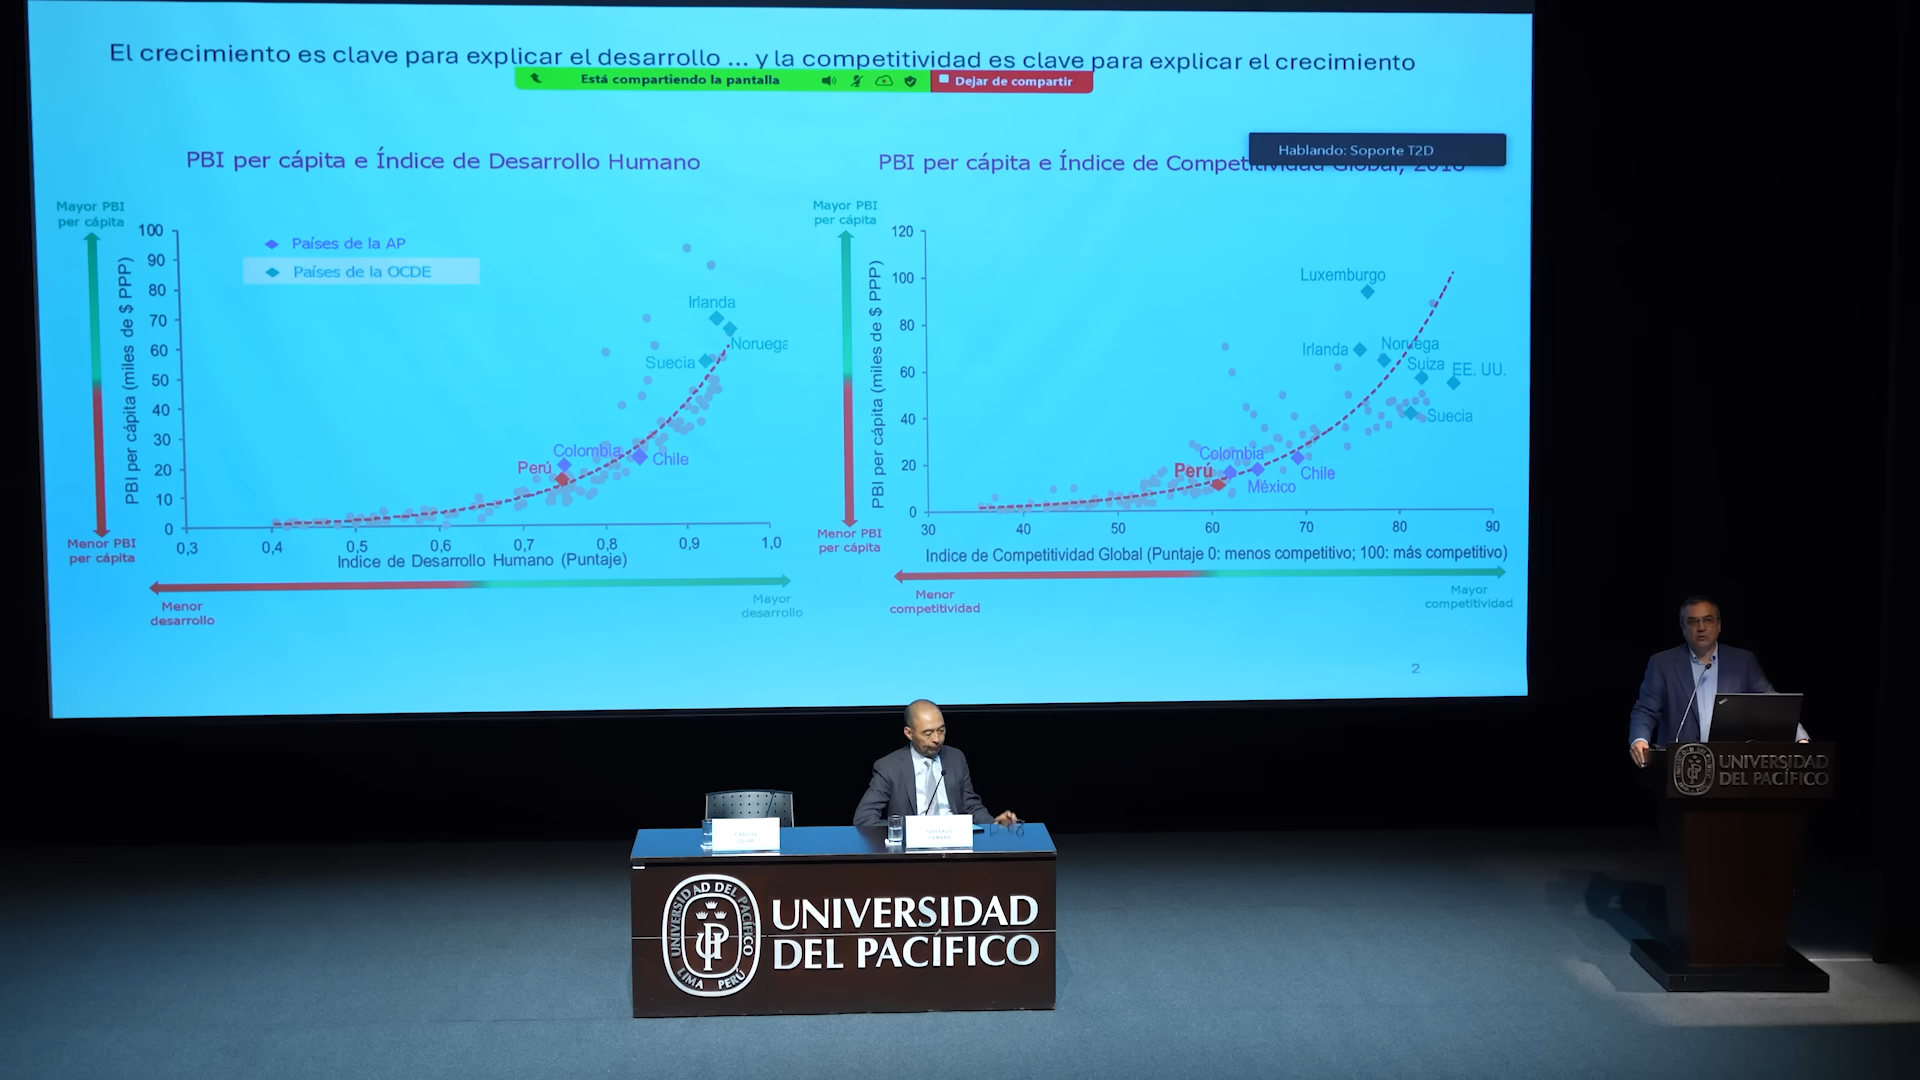 El crecimiento es clave para explicar el desarrollo ... y la competitividad es clave para explicar el crecimiento
Está compartiendo la pantalla
Dejar de compartir
Hablando: Soporte T2D
PBI per cápita e Índice de Desarrollo Humano
Mayor PBI
per cápita
PBI per cápita (miles de $ PPP)
100
90
80
70
60
50
40
30
20
10
0
Países de la AP
Países de la OCDE
Irlanda
Noruega
Suecia
Colombia
Perú
Chile
0,3
0,4
0,5
0,6
0,7
0,8
0,9
1,0
Indice de Desarrollo Humano (Puntaje)
Menor PBI
per cápita
Menor
desarrollo
Mayor
desarrollo
PBI per cápita e Índice de Competitividad Global, 2018
Mayor PBI
per cápita
PBI per cápita (miles de $ PPP)
120
100
80
60
40
20
0
Luxemburgo
Irlanda
Noruega
Suiza
EE. UU.
Suecia
Colombia
Perú
México
Chile
30
40
50
60
70
80
90
Indice de Competitividad Global (Puntaje 0: menos competitivo; 100: más competitivo)
Menor PBI
per cápita
Menor
competitividad
Mayor
competitividad
2
UNIVERSIDAD
DEL PACÍFICO
UNIVERSIDAD DEL PACÍFICO
LIMA PERÚ
UP
UNIVERSIDAD
DEL PACÍFICO